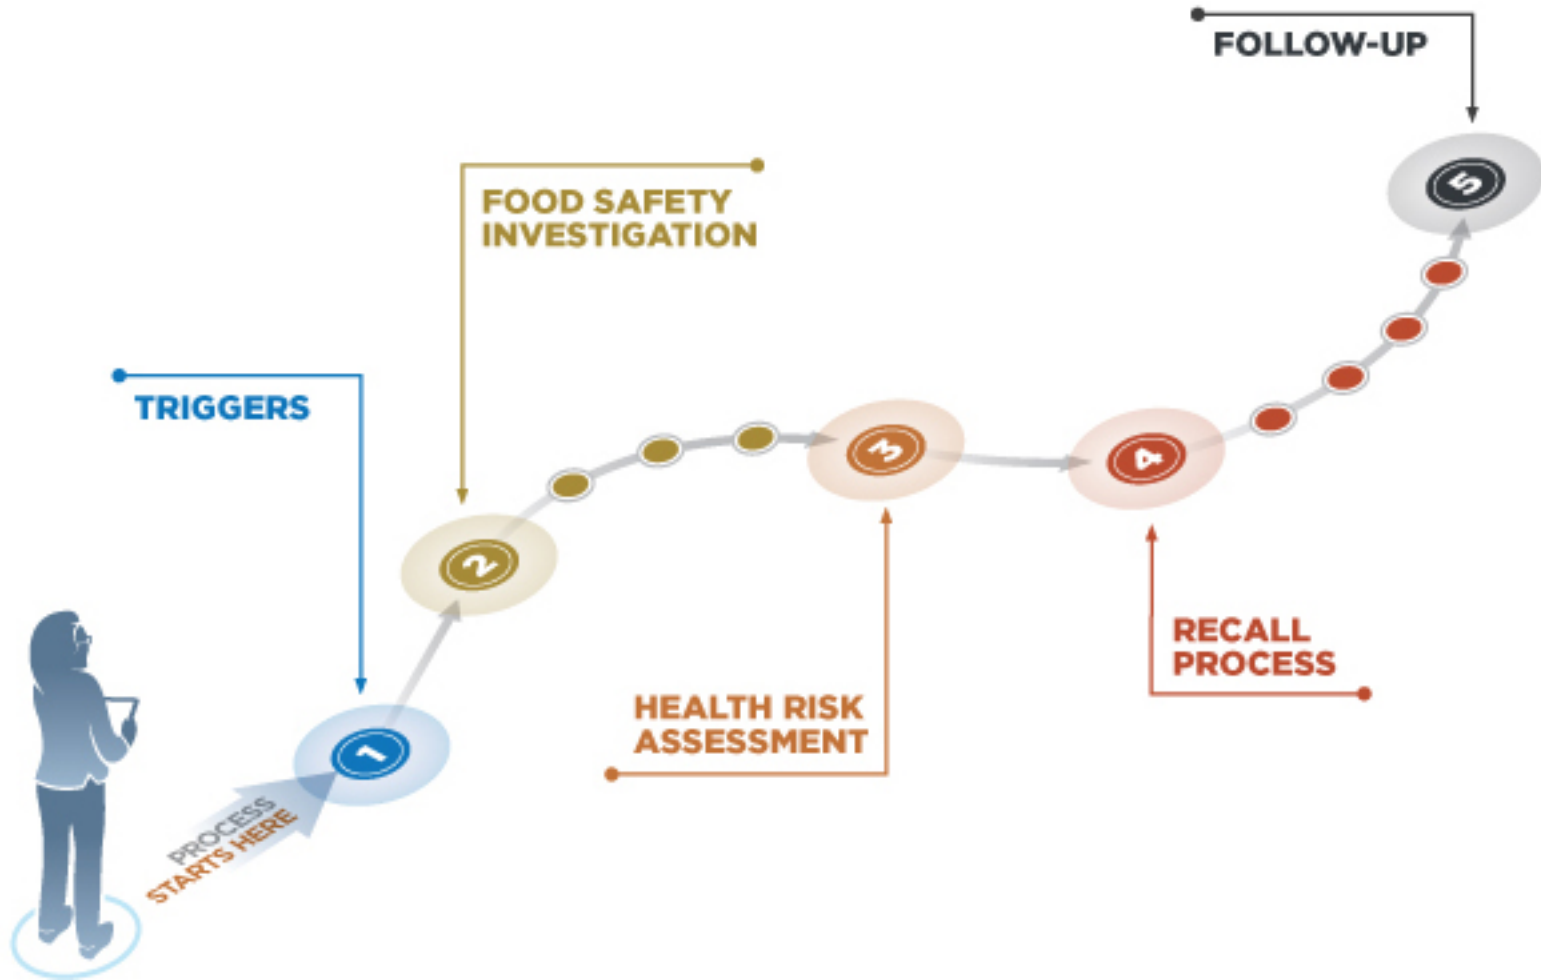 FOLLOW-UP
5
FOOD SAFETY
INVESTIGATION
TRIGGERS
3
4
2
RECALL
PROCESS
HEALTH RISK
ASSESSMENT
1
PROCESS
STARTS HERE